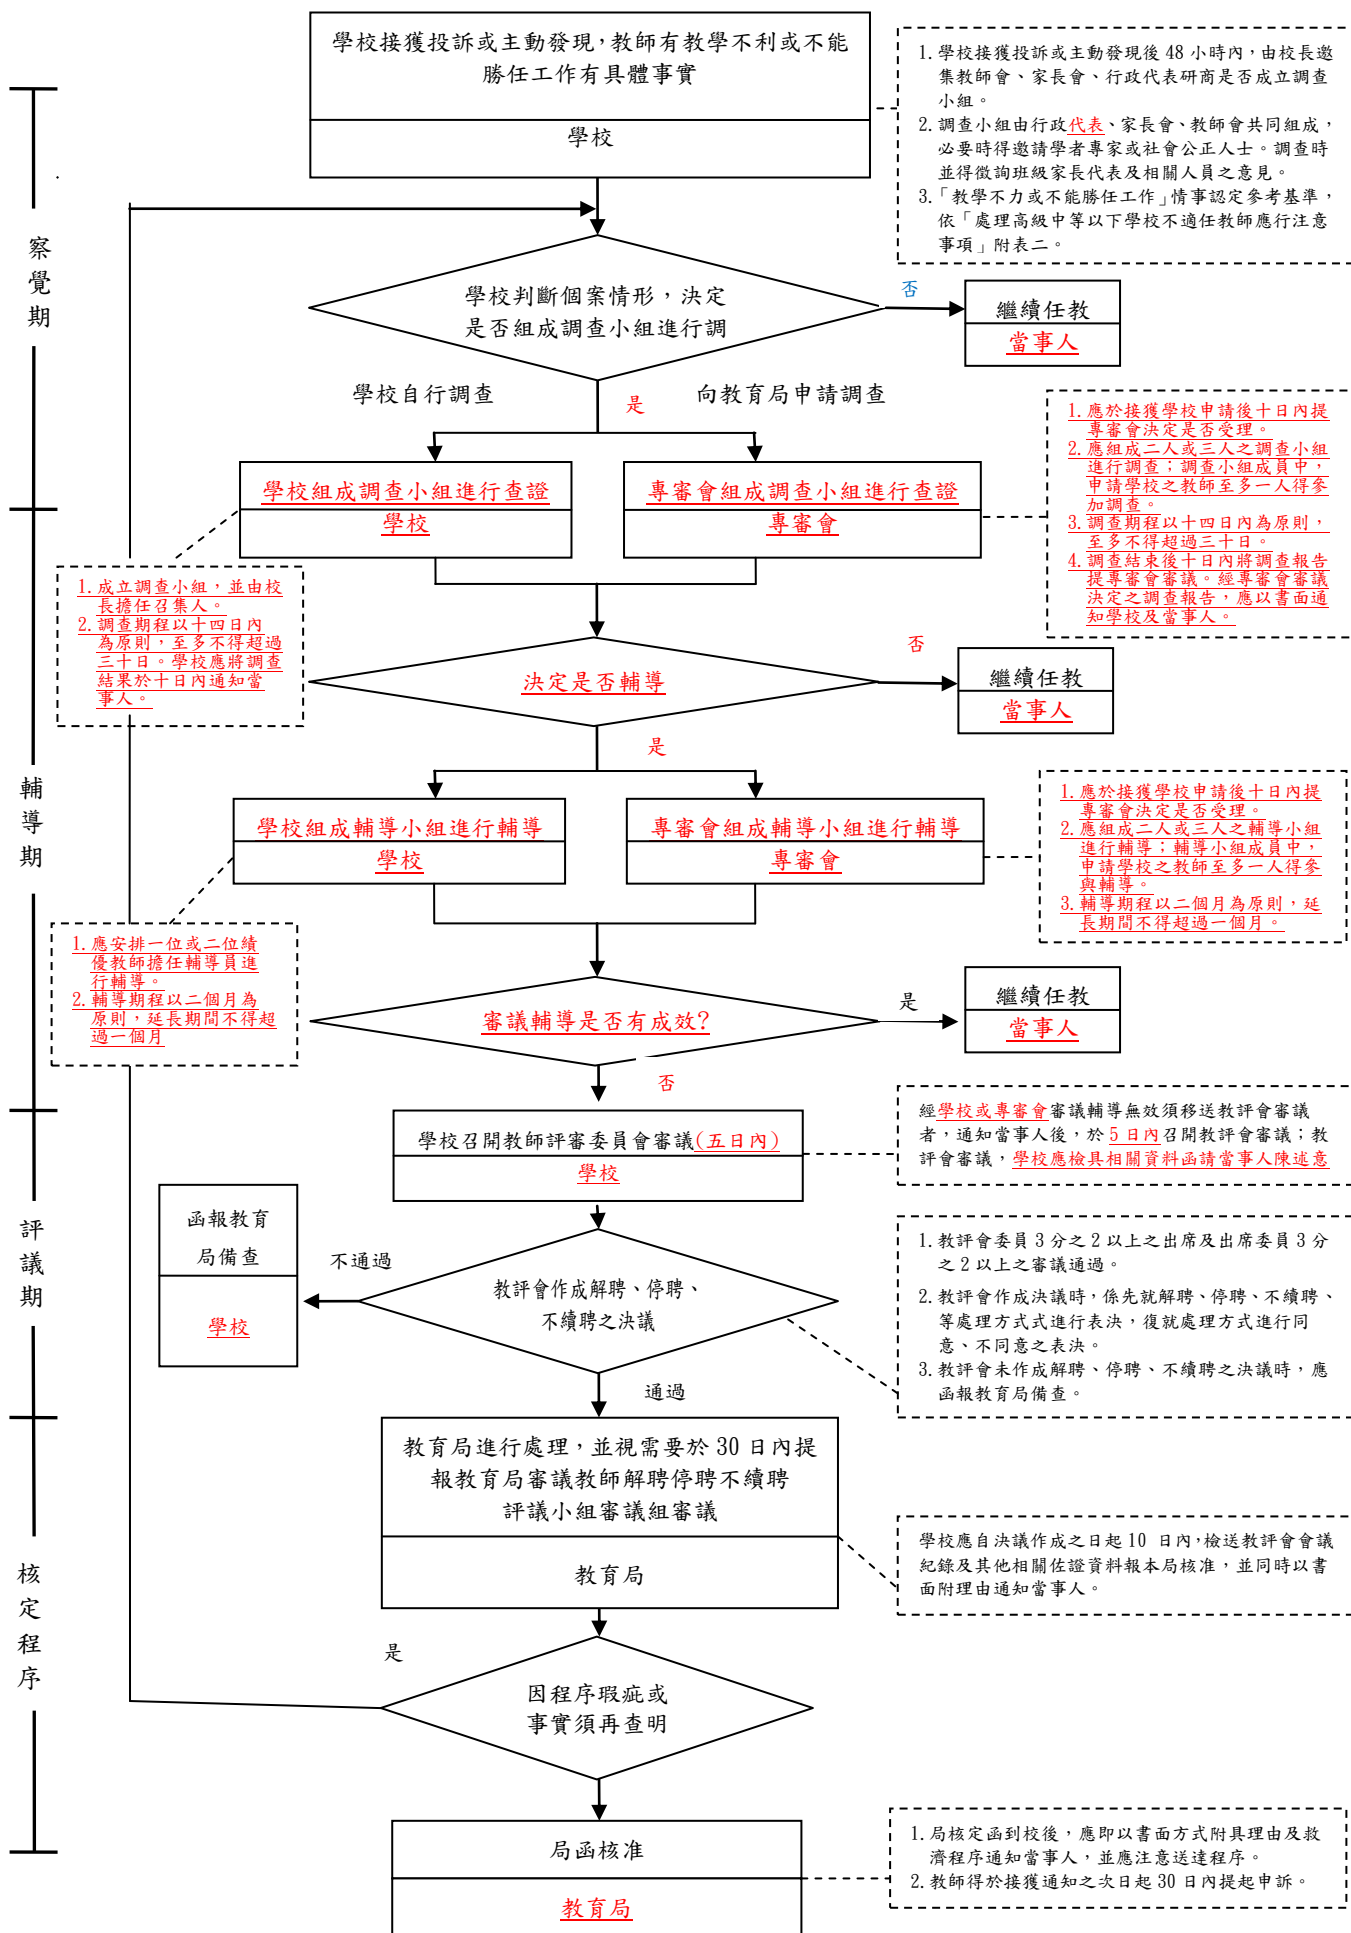 學校接獲投訴或主動發現,教師有教學不利或不能
勝任工作有具體事實
學校
1. 學校接獲投訴或主動發現後 48 小時內,由校長邀
集教師會、家長會、行政代表研商是否成立調查
小組。
2. 調查小組由行政代表、家長會、教師會共同組成,
必要時得邀請學者專家或社會公正人士。調查時
並得徵詢班級家長代表及相關人員之意見。
3.「教學不力或不能勝任工作」情事認定參考基準,
依「處理高級中等以下學校不適任教師應行注意
事項」附表二。
察覺期
學校判斷個案情形,決定
是否組成調查小組進行調
否
繼續任教
當事人
學校自行調查
是
向教育局申請調查
1. 應於接獲學校申請後十日內提
專審會決定是否受理。
2. 應組成二人或三人之調查小組
進行調查;調查小組成員中,
申請學校之教師至多一人得參
加調查。
3. 調查期程以十四日內為原則,
至多不得超過三十日。
4. 調查結束後十日內將調查報告
提專審會審議。經專審會審議
決定之調查報告,應以書面通
知學校及當事人。
學校組成調查小組進行查證
學校
專審會組成調查小組進行查證
專審會
1. 成立調查小組,並由校
長擔任召集人。
2. 調查期程以十四日內
為原則,至多不得超過
三十日。學校應將調查
結果於十日內通知當
事人。
決定是否輔導
否
繼續任教
當事人
是
輔導期
學校組成輔導小組進行輔導
學校
專審會組成輔導小組進行輔導
專審會
1. 應於接獲學校申請後十日內提
專審會決定是否受理。
2. 應組成二人或三人之輔導小組
進行輔導;輔導小組成員中,
申請學校之教師至多一人得參
與輔導。
3. 輔導期程以二個月為原則,延
長期間不得超過一個月。
1. 應安排一位或二位績
優教師擔任輔導員進
行輔導。
2. 輔導期程以二個月為
原則,延長期間不得超
過一個月
審議輔導是否有成效?
是
繼續任教
當事人
否
學校召開教師評審委員會審議(五日內)
學校
經學校或專審會審議輔導無效須移送教評會審議
者,通知當事人後,於 5 日內召開教評會審議;教
評會審議,學校應檢具相關資料函請當事人陳述意
評議期
函報教育
局備查
學校
不通過
教評會作成解聘、停聘、
不續聘之決議
1. 教評會委員 3 分之 2 以上之出席及出席委員 3 分
之 2 以上之審議通過。
2. 教評會作成決議時,係先就解聘、停聘、不續聘、
等處理方式式進行表決,復就處理方式進行同
意、不同意之表決。
3. 教評會未作成解聘、停聘、不續聘之決議時,應
函報教育局備查。
通過
教育局進行處理,並視需要於 30 日內提
報教育局審議教師解聘停聘不續聘
評議小組審議組審議
教育局
學校應自決議作成之日起 10 日內,檢送教評會會議
紀錄及其他相關佐證資料報本局核准,並同時以書
面附理由通知當事人。
核定程序
是
因程序瑕疵或
事實須再查明
局函核准
教育局
1. 局核定函到校後,應即以書面方式附具理由及救
濟程序通知當事人,並應注意送達程序。
2. 教師得於接獲通知之次日起 30 日內提起申訴。